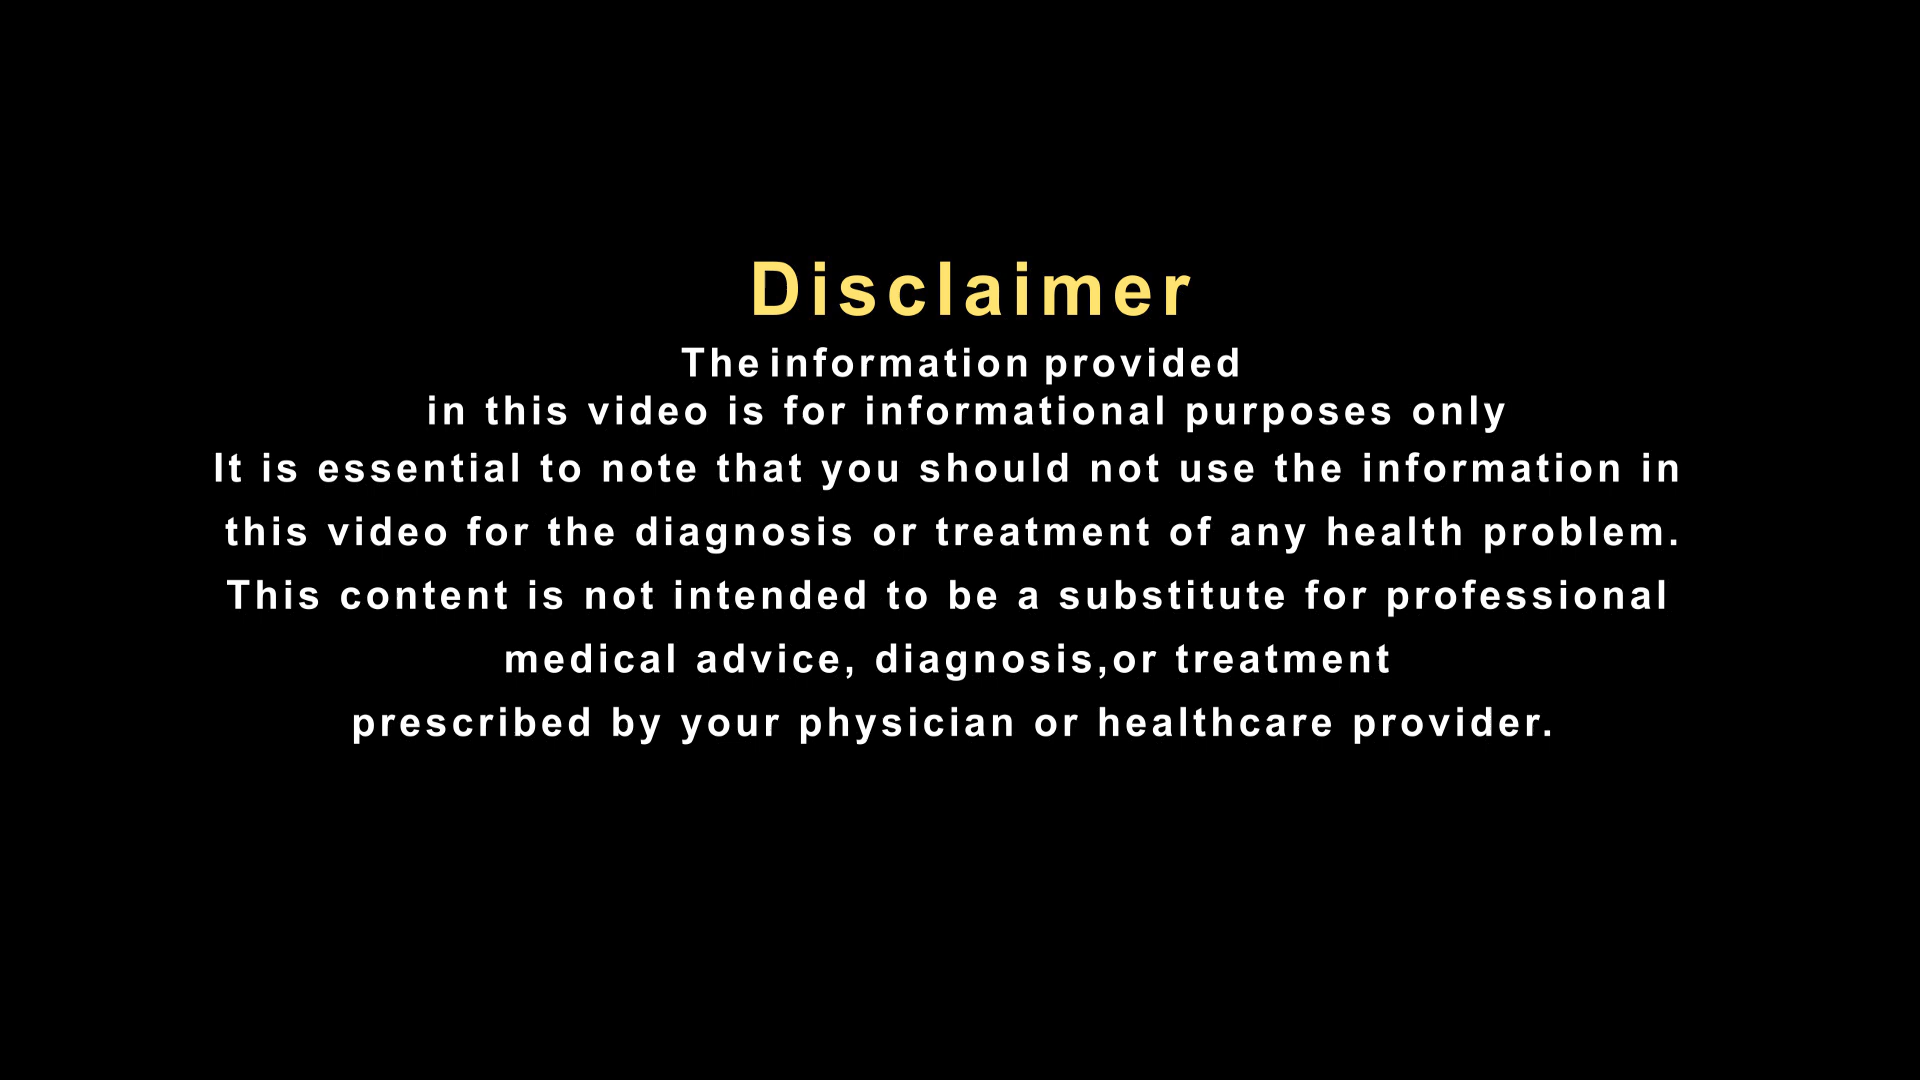 Disclaimer
The information provided
in this video is for informational purposes only
It is essential to note that you should not use the information in
this video for the diagnosis or treatment of any health problem.
This content is not intended to be a substitute for professional
medical advice, diagnosis,or treatment
prescribed by your physician or healthcare provider.